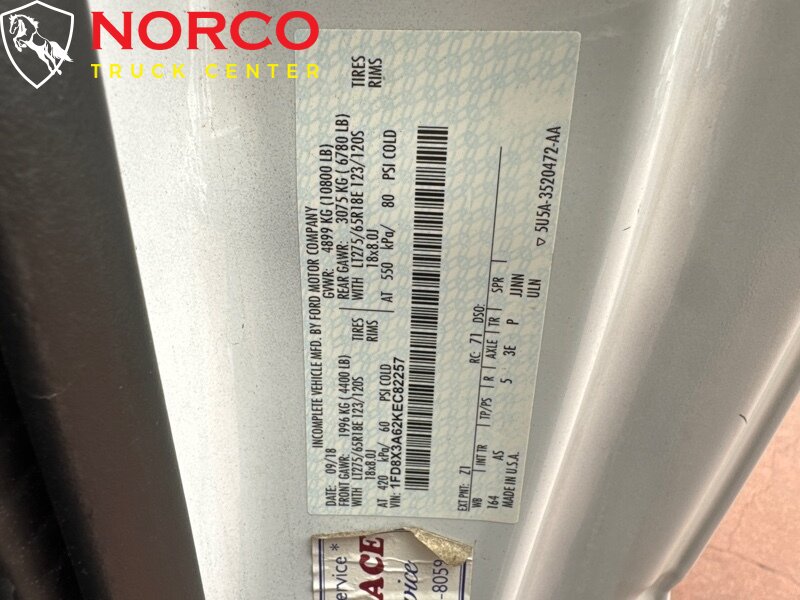 NORCO
TRUCK CENTER
INCOMPLETE VEHICLE MFD. BY FORD MOTOR COMPANY
DATE: 09/18 GVWR: 4899 KG (10800 LB)
FRONT GAWR: 1996 KG ( 4400 LB) REAR GAWR: 3075 KG ( 6780 LB)
WITH LT275/65R18E 123/120S TIRES WITH LT275/65R18E 123/120S TIRES
18x8.0J RIMS 18x8.0J RIMS
AT 420 kPa/ 60 PSI COLD AT 550 kPa/ 80 PSI COLD
VIN: 1FD8X3A62KEC82257
EXT PNT: Z1 RC: 71 DSO:
WB INT TR TP/PS R AXLE TR SPR
164 AS 5 3E P JJNN
MADE IN U.S.A. ULN
▽ 5U5A-3520472-AA
ervice *
ACE
rvice
-8059